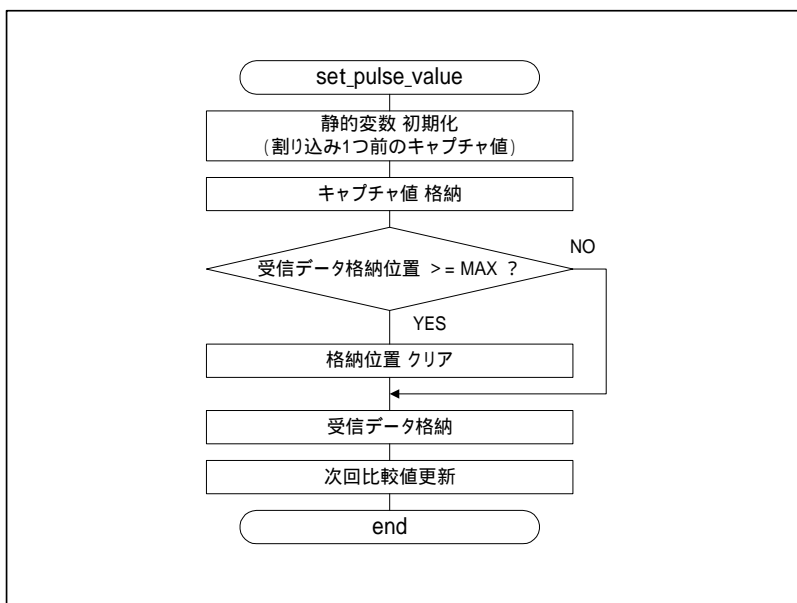 set_pulse_value
静的変数 初期化
(割り込み1つ前のキャプチャ値)
キャプチャ値 格納
受信データ格納位置 >= MAX ?
NO
YES
格納位置 クリア
受信データ格納
次回比較値更新
end